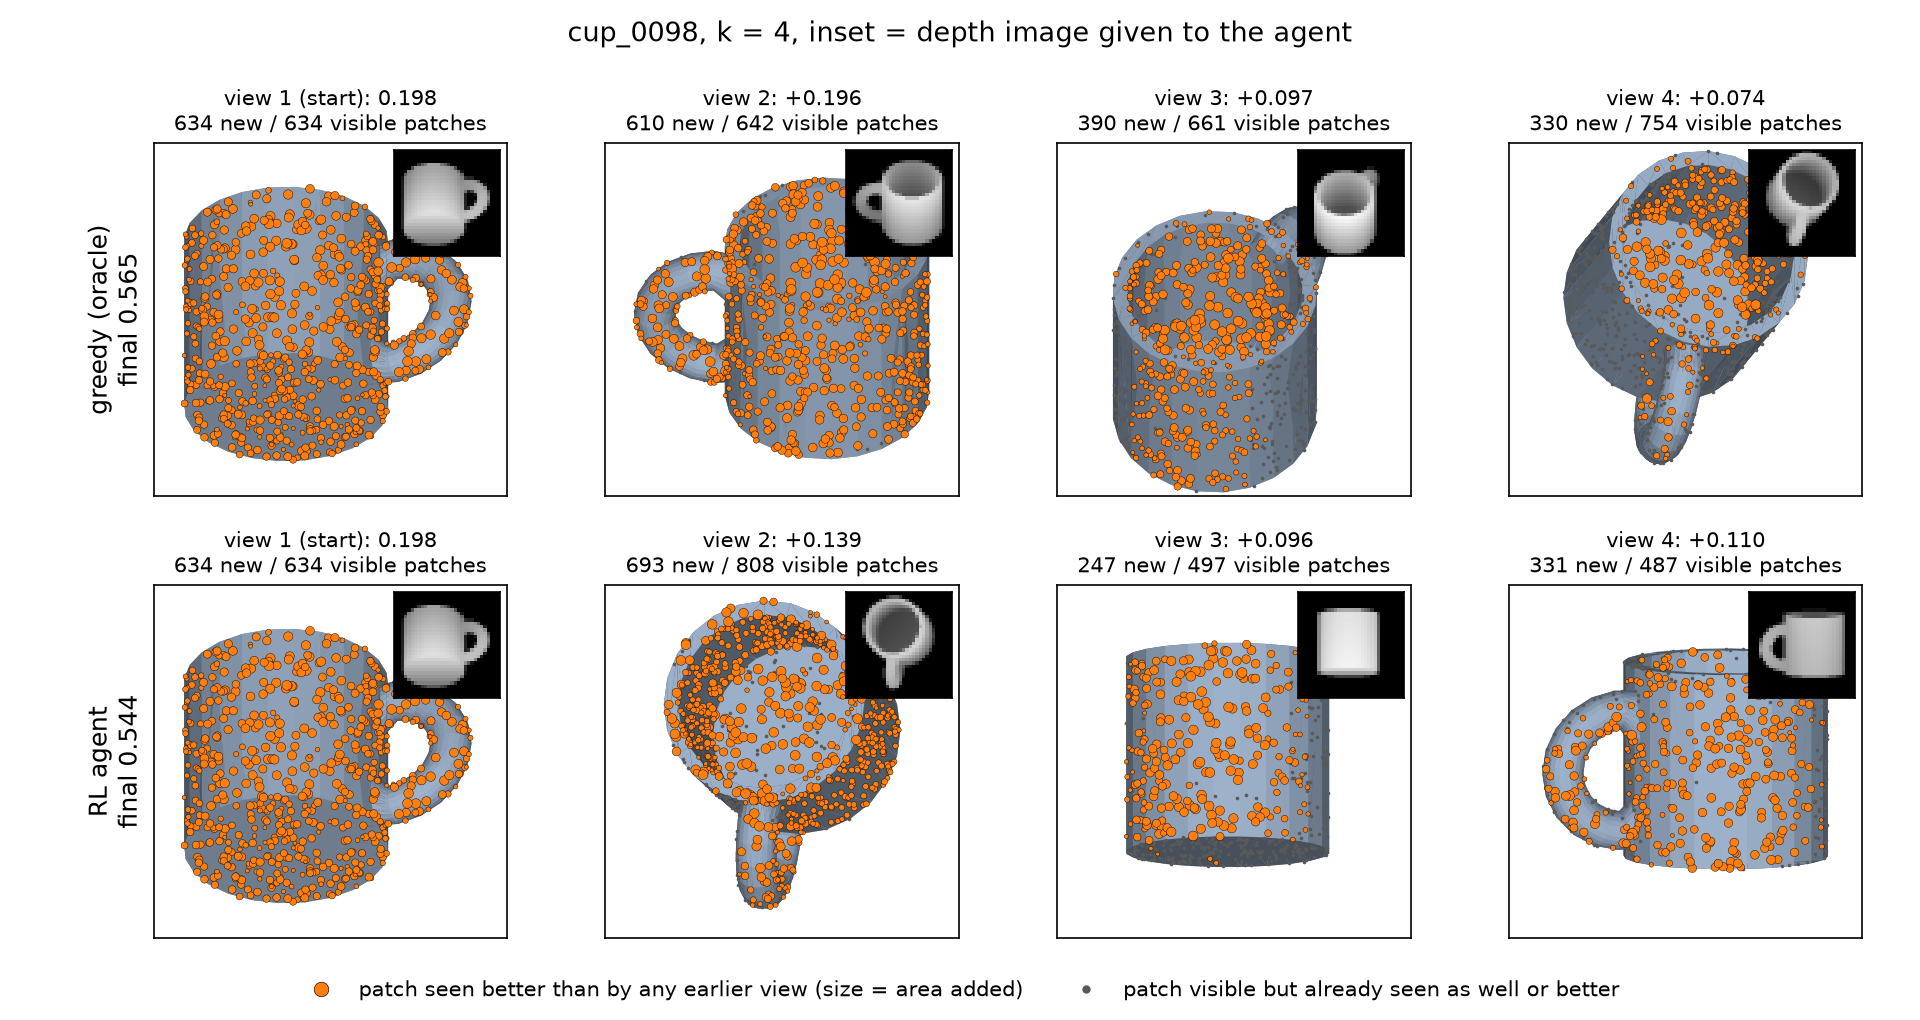 cup_0098, k = 4, inset = depth image given to the agent
view 1 (start): 0.198
634 new / 634 visible patches
view 2: +0.196
610 new / 642 visible patches
view 3: +0.097
390 new / 661 visible patches
view 4: +0.074
330 new / 754 visible patches
greedy (oracle)
final 0.565
view 1 (start): 0.198
634 new / 634 visible patches
view 2: +0.139
693 new / 808 visible patches
view 3: +0.096
247 new / 497 visible patches
view 4: +0.110
331 new / 487 visible patches
RL agent
final 0.544
patch seen better than by any earlier view (size = area added)
patch visible but already seen as well or better